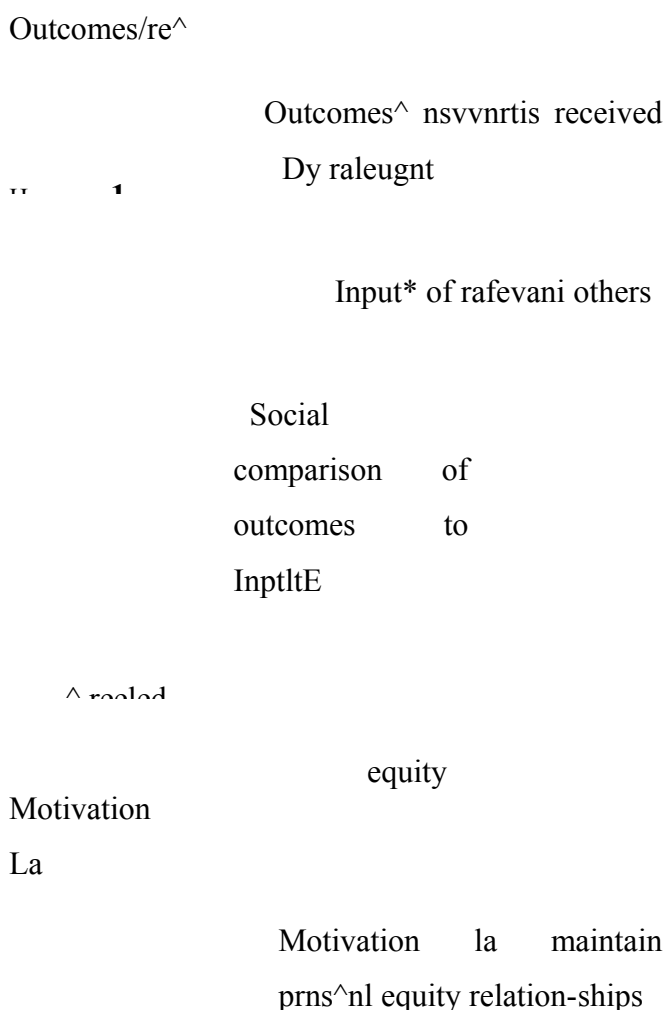 Outcomes/re^
Outcomes^ nsvvnrtis received
Dy raleugnt
Input* of rafevani others
Social
comparison of
outcomes to
InptltE
equity
Motivation
La
Motivation la maintain
prns^nl equity relation-ships